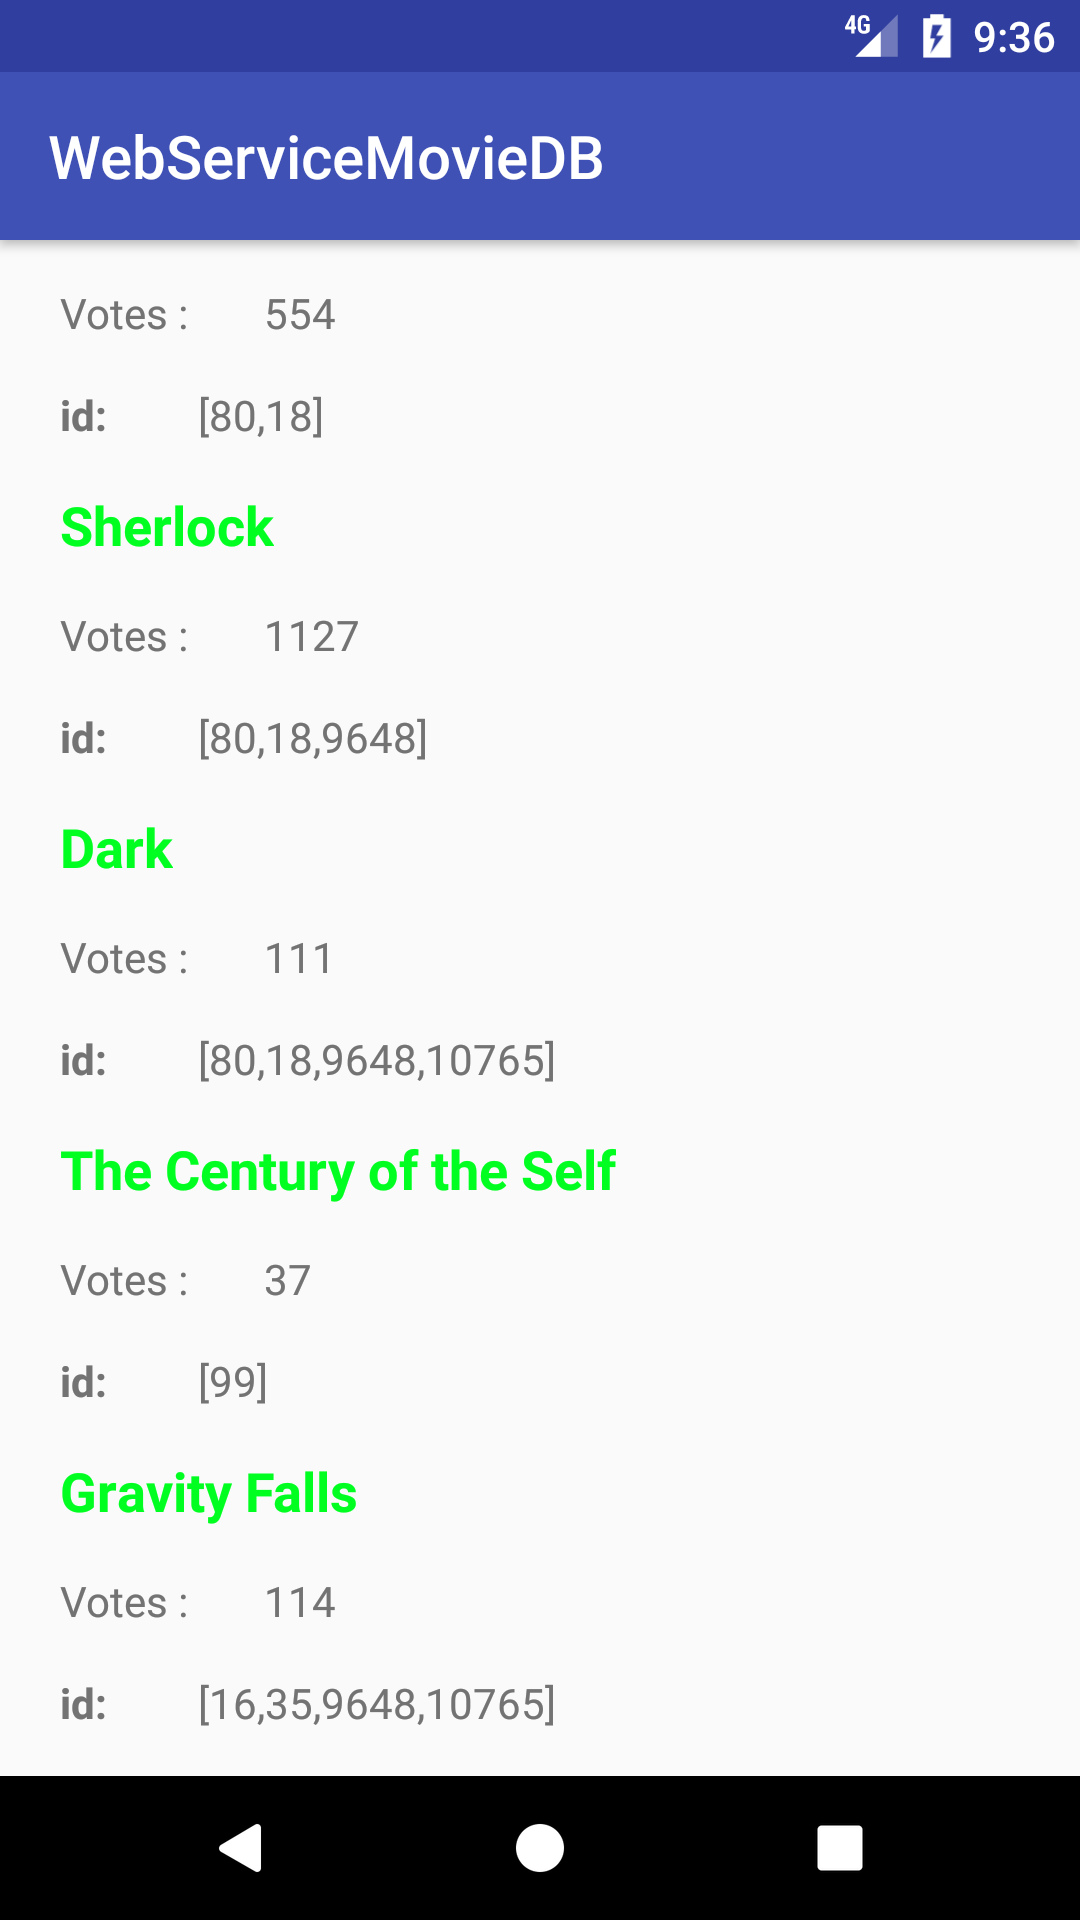 4G 9:36
WebServiceMovieDB
Votes : 554
id: [80,18]
Sherlock
Votes : 1127
id: [80,18,9648]
Dark
Votes : 111
id: [80,18,9648,10765]
The Century of the Self
Votes : 37
id: [99]
Gravity Falls
Votes : 114
id: [16,35,9648,10765]